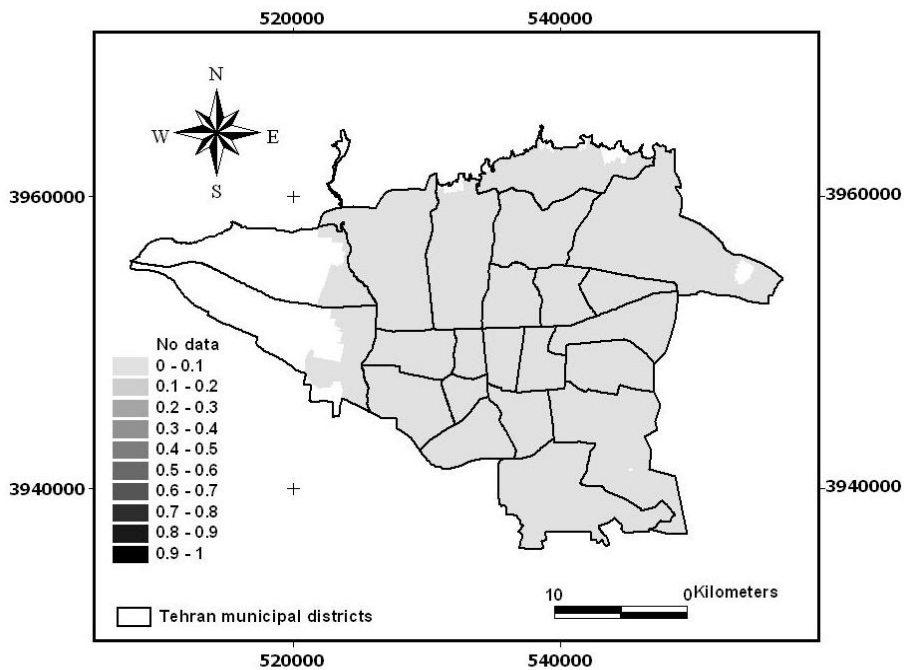 520000 540000
N
W E
S
3960000 3960000
No data
0 - 0.1
0.1 - 0.2
0.2 - 0.3
0.3 - 0.4
0.4 - 0.5
0.5 - 0.6
0.6 - 0.7
0.7 - 0.8
0.8 - 0.9
0.9 - 1
3940000 3940000
10 0 Kilometers
Tehran municipal districts
520000 540000